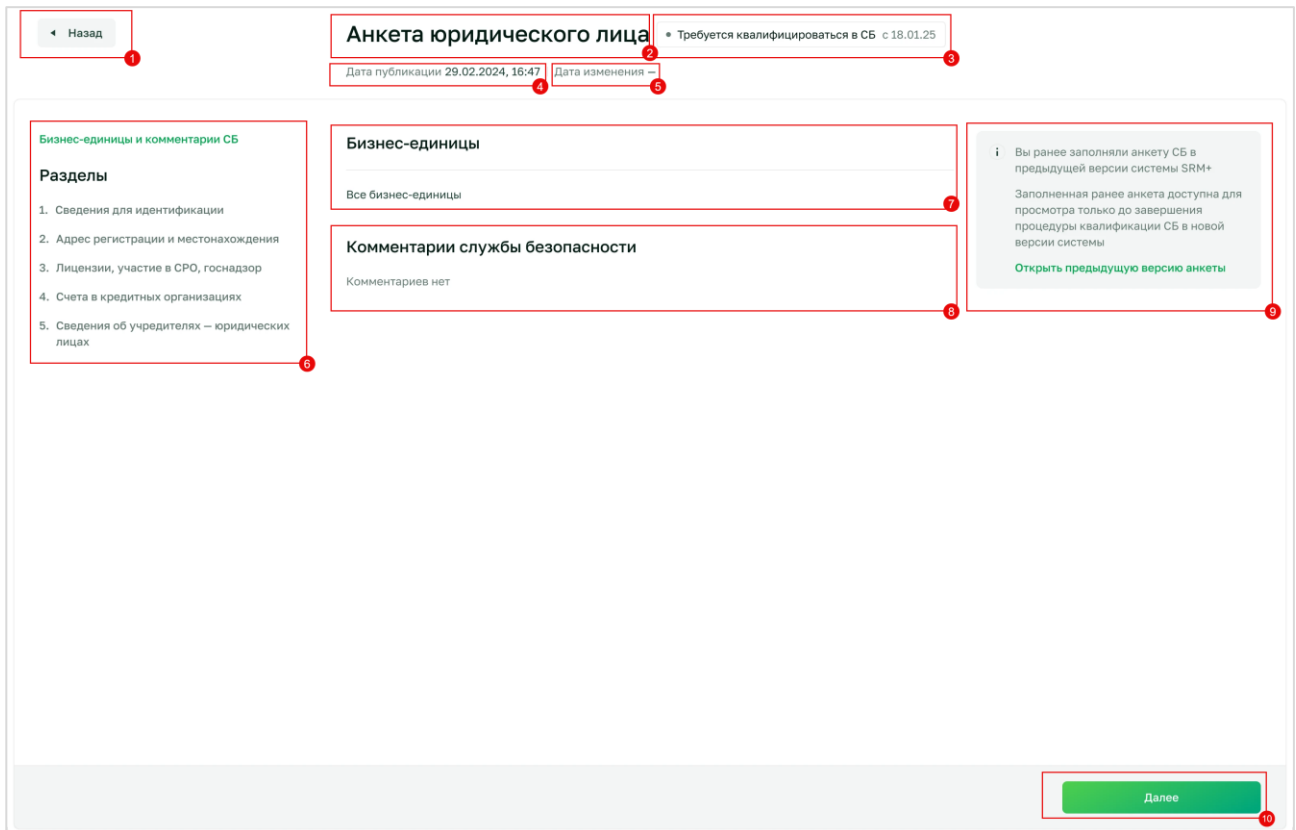 Назад
1
Анкета юридического лица
2
Требуется квалифицироваться в СБ с 18.01.25
3
Дата публикации 29.02.2024, 16:47
4
Дата изменения —
5
Бизнес-единицы и комментарии СБ
Разделы
1. Сведения для идентификации
2. Адрес регистрации и местонахождения
3. Лицензии, участие в СРО, госнадзор
4. Счета в кредитных организациях
5. Сведения об учредителях — юридических
лицах
6
Бизнес-единицы
Все бизнес-единицы
7
Комментарии службы безопасности
Комментариев нет
8
i Вы ранее заполняли анкету СБ в
предыдущей версии системы SRM+
Заполненная ранее анкета доступна для
просмотра только до завершения
процедуры квалификации СБ в новой
версии системы
Открыть предыдущую версию анкеты
9
Далее
10